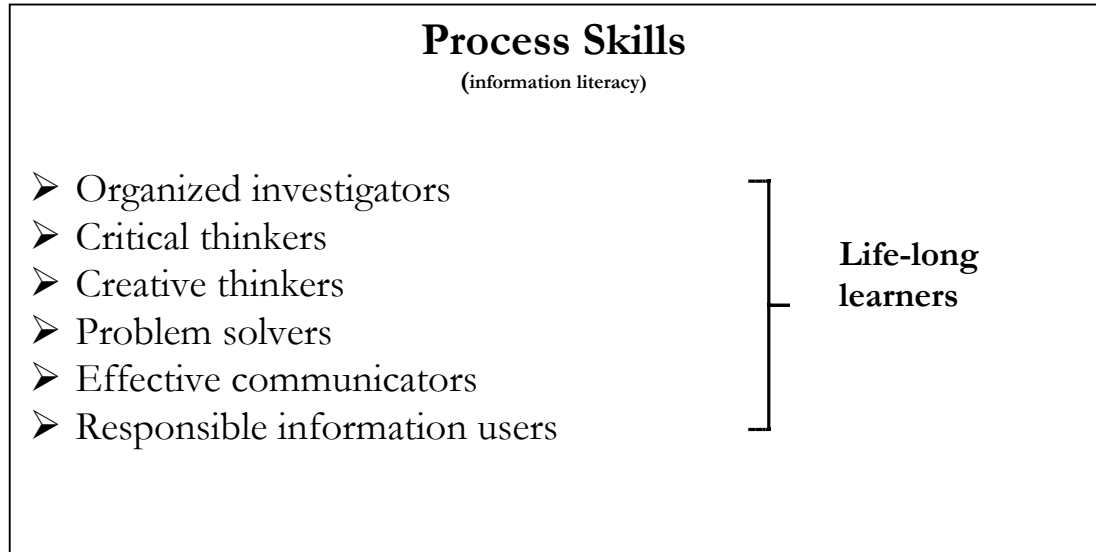 Process Skills
(information literacy)
➢ Organized investigators
➢ Critical thinkers
➢ Creative thinkers
➢ Problem solvers
➢ Effective communicators
➢ Responsible information users
Life-long
learners